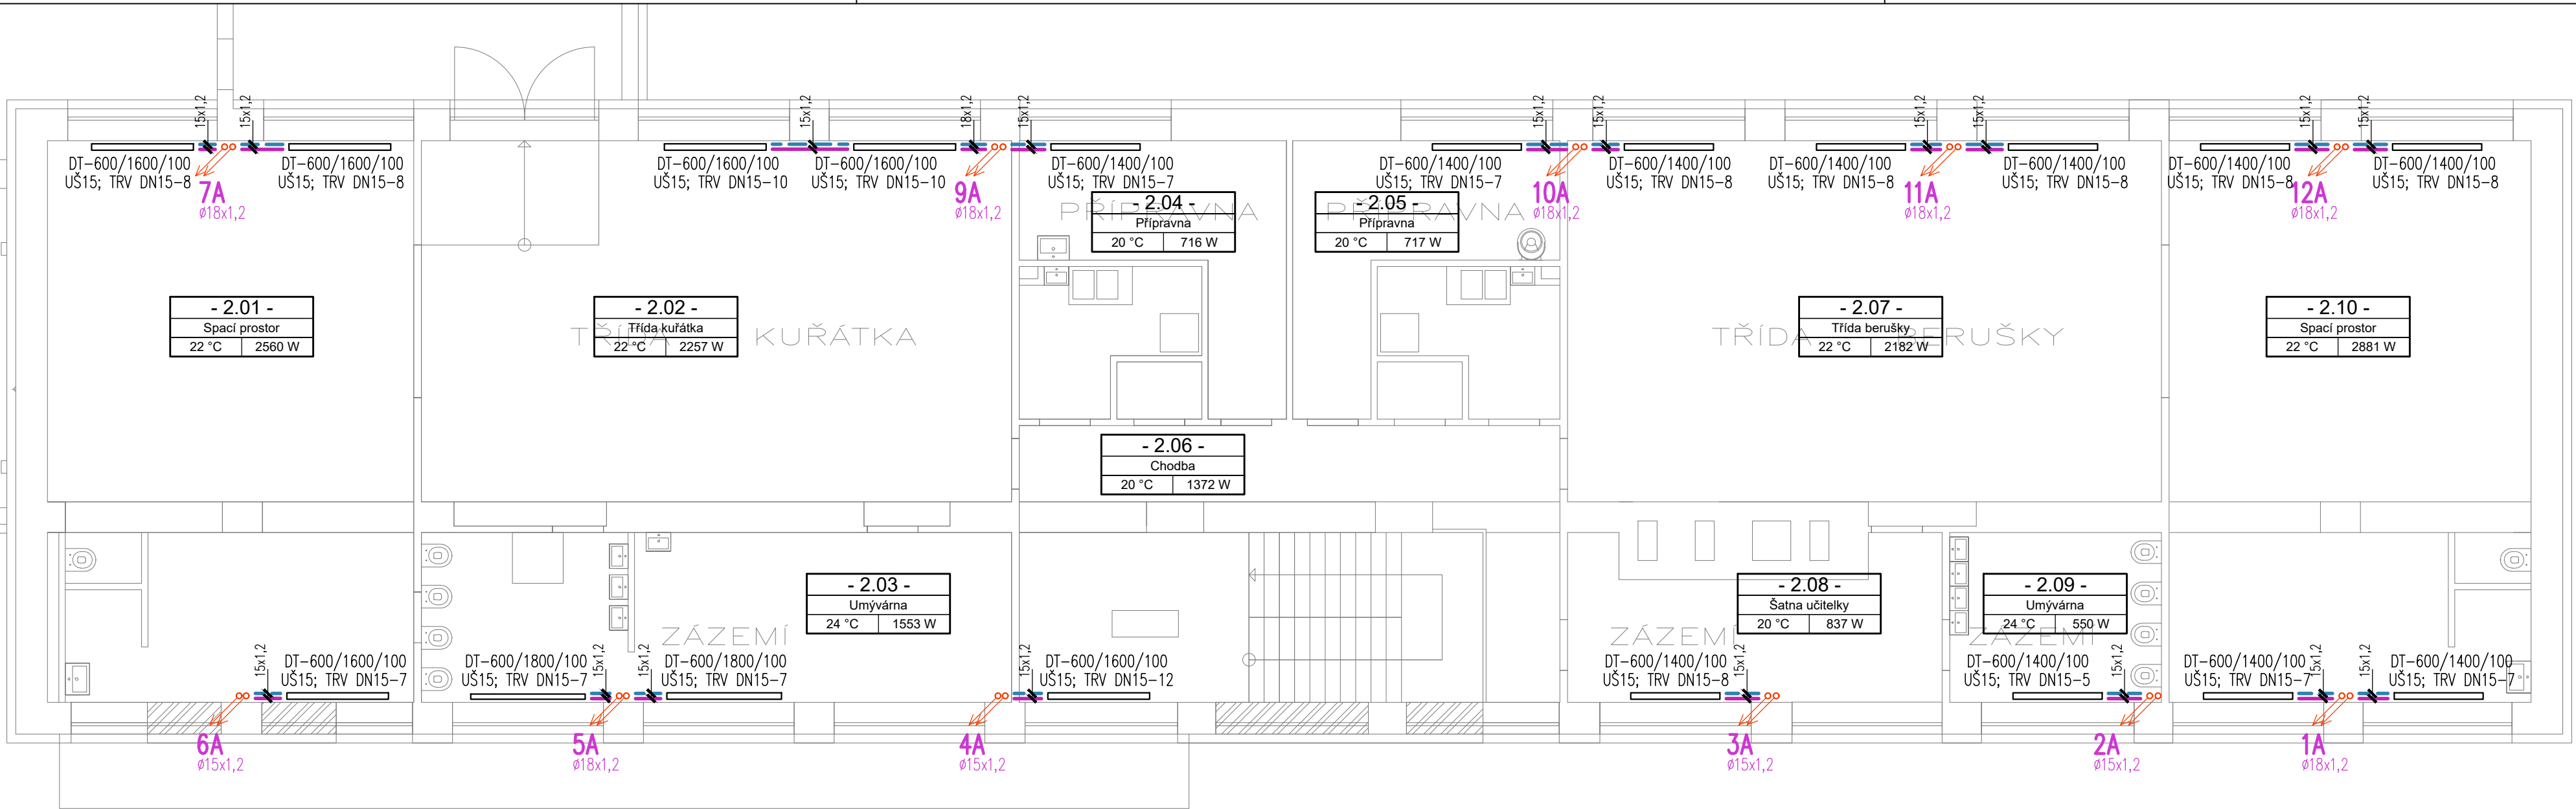 15x1,2
15x1,2
15x1,2
18x1,2
15x1,2
15x1,2
15x1,2
15x1,2
15x1,2
15x1,2
15x1,2
DT-600/1600/100
UŠ15; TRV DN15-8
DT-600/1600/100
UŠ15; TRV DN15-8
DT-600/1600/100
UŠ15; TRV DN15-10
DT-600/1600/100
UŠ15; TRV DN15-10
DT-600/1400/100
UŠ15; TRV DN15-7
DT-600/1400/100
UŠ15; TRV DN15-7
DT-600/1400/100
UŠ15; TRV DN15-8
DT-600/1400/100
UŠ15; TRV DN15-8
DT-600/1400/100
UŠ15; TRV DN15-8
DT-600/1400/100
UŠ15; TRV DN15-8
DT-600/1400/100
UŠ15; TRV DN15-8
7A
ø18x1,2
9A
ø18x1,2
10A
ø18x1,2
11A
ø18x1,2
12A
ø18x1,2
PŘÍPRAVNA
- 2.04 -
Přípravna
20 °C 716 W
PŘÍPRAVNA
- 2.05 -
Přípravna
20 °C 717 W
- 2.01 -
Spací prostor
22 °C 2560 W
TŘÍDA KUŘÁTKA
- 2.02 -
Třída kuřátka
22 °C 2257 W
TŘÍDA BERUŠKY
- 2.07 -
Třída berušky
22 °C 2182 W
- 2.10 -
Spací prostor
22 °C 2881 W
- 2.06 -
Chodba
20 °C 1372 W
- 2.03 -
Umývárna
24 °C 1553 W
ZÁZEMÍ
- 2.08 -
Šatna učitelky
20 °C 837 W
ZÁZEMÍ
- 2.09 -
Umývárna
24 °C 550 W
ZÁZEMÍ
15x1,2
DT-600/1600/100
UŠ15; TRV DN15-7
DT-600/1800/100
UŠ15; TRV DN15-7
15x1,2
15x1,2
DT-600/1800/100
UŠ15; TRV DN15-7
15x1,2
DT-600/1600/100
UŠ15; TRV DN15-12
DT-600/1400/100
UŠ15; TRV DN15-8
15x1,2
DT-600/1400/100
UŠ15; TRV DN15-5
15x1,2
DT-600/1400/100
UŠ15; TRV DN15-7
15x1,2
15x1,2
DT-600/1400/100
UŠ15; TRV DN15-7
6A
ø15x1,2
5A
ø18x1,2
4A
ø15x1,2
3A
ø15x1,2
2A
ø15x1,2
1A
ø18x1,2